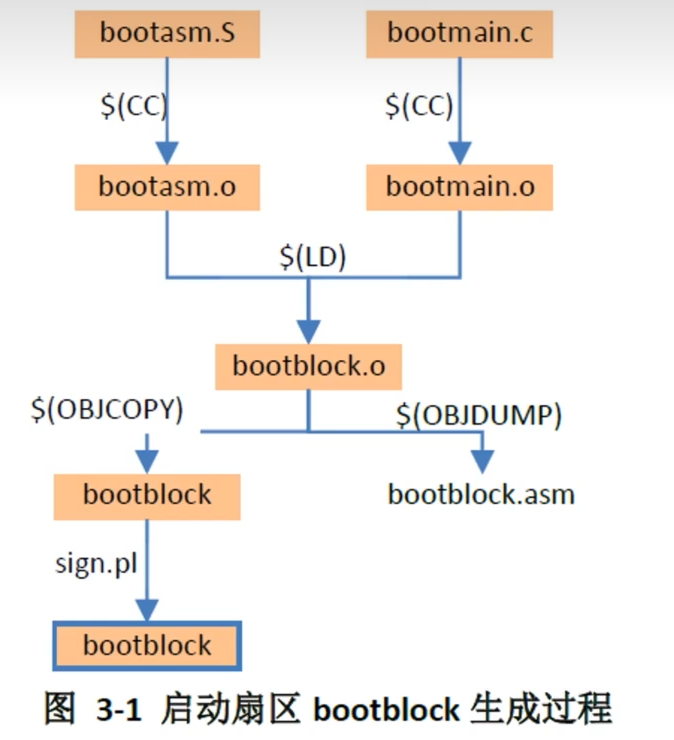 bootasm.S
bootmain.c
$(CC)
$(CC)
bootasm.o
bootmain.o
$(LD)
bootblock.o
$(OBJCOPY)
$(OBJDUMP)
bootblock
bootblock.asm
sign.pl
bootblock
图 3-1 启动扇区 bootblock 生成过程